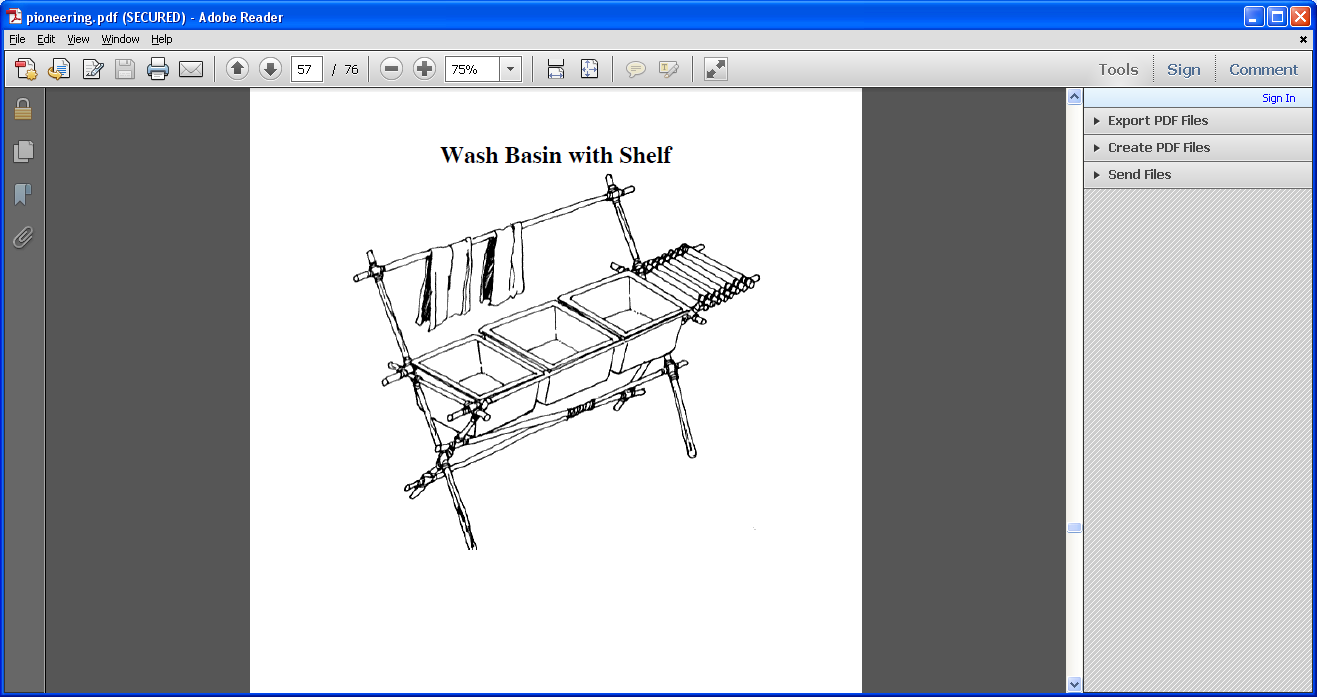 pioneering.pdf (SECURED) - Adobe Reader
File Edit View Window Help
57 / 76 75% Tools Sign Comment
Sign In
Export PDF Files
Create PDF Files
Send Files
Wash Basin with Shelf